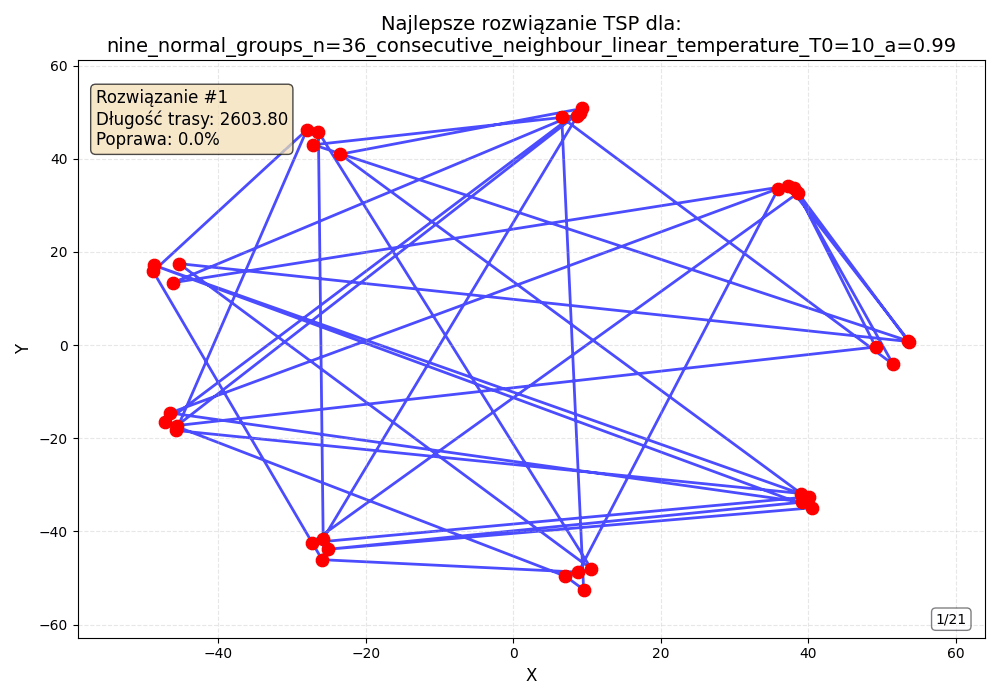 Najlepsze rozwiązanie TSP dla:
nine_normal_groups_n=36_consecutive_neighbour_linear_temperature_T0=10_a=0.99
Rozwiązanie #1
Długość trasy: 2603.80
Poprawa: 0.0%
60
40
20
0
−20
−40
−60
Y
1/21
−40
−20
0
20
40
60
X